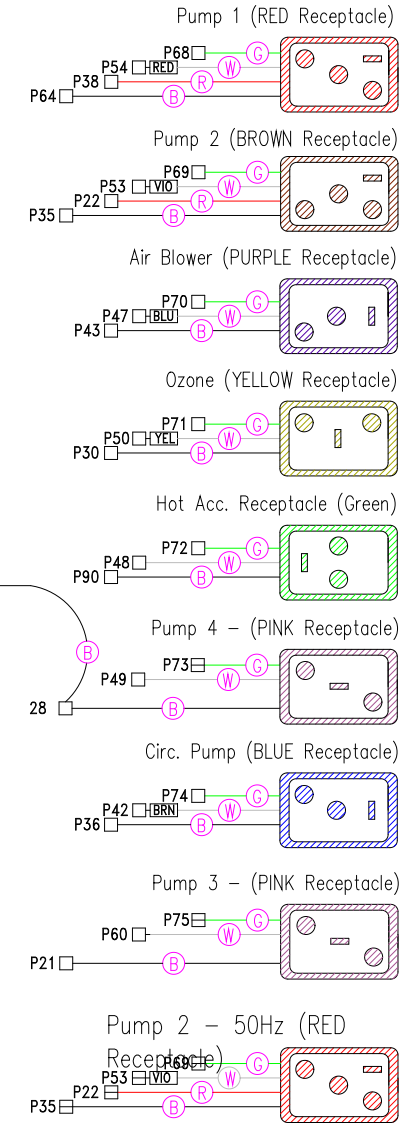 Pump 1 (RED Receptacle)
P68 G
P54 RED W
P38 R
P64 B
Pump 2 (BROWN Receptacle)
P69 G
P53 VIO W
P22 R
P35 B
Air Blower (PURPLE Receptacle)
P70 G
P47 BLU W
P43 B
Ozone (YELLOW Receptacle)
P71 G
P50 YEL W
P30 B
Hot Acc. Receptacle (Green)
P72 G
P48 W
P90 B
Pump 4 - (PINK Receptacle)
B
P73 G
P49 W
28 B
Circ. Pump (BLUE Receptacle)
P74 G
P42 BRN W
P36 B
Pump 3 - (PINK Receptacle)
P75 G
P60 W
P21 B
Pump 2 - 50Hz (RED
Receptacle)
P69 G
P53 VIO W
P22 R
P35 B